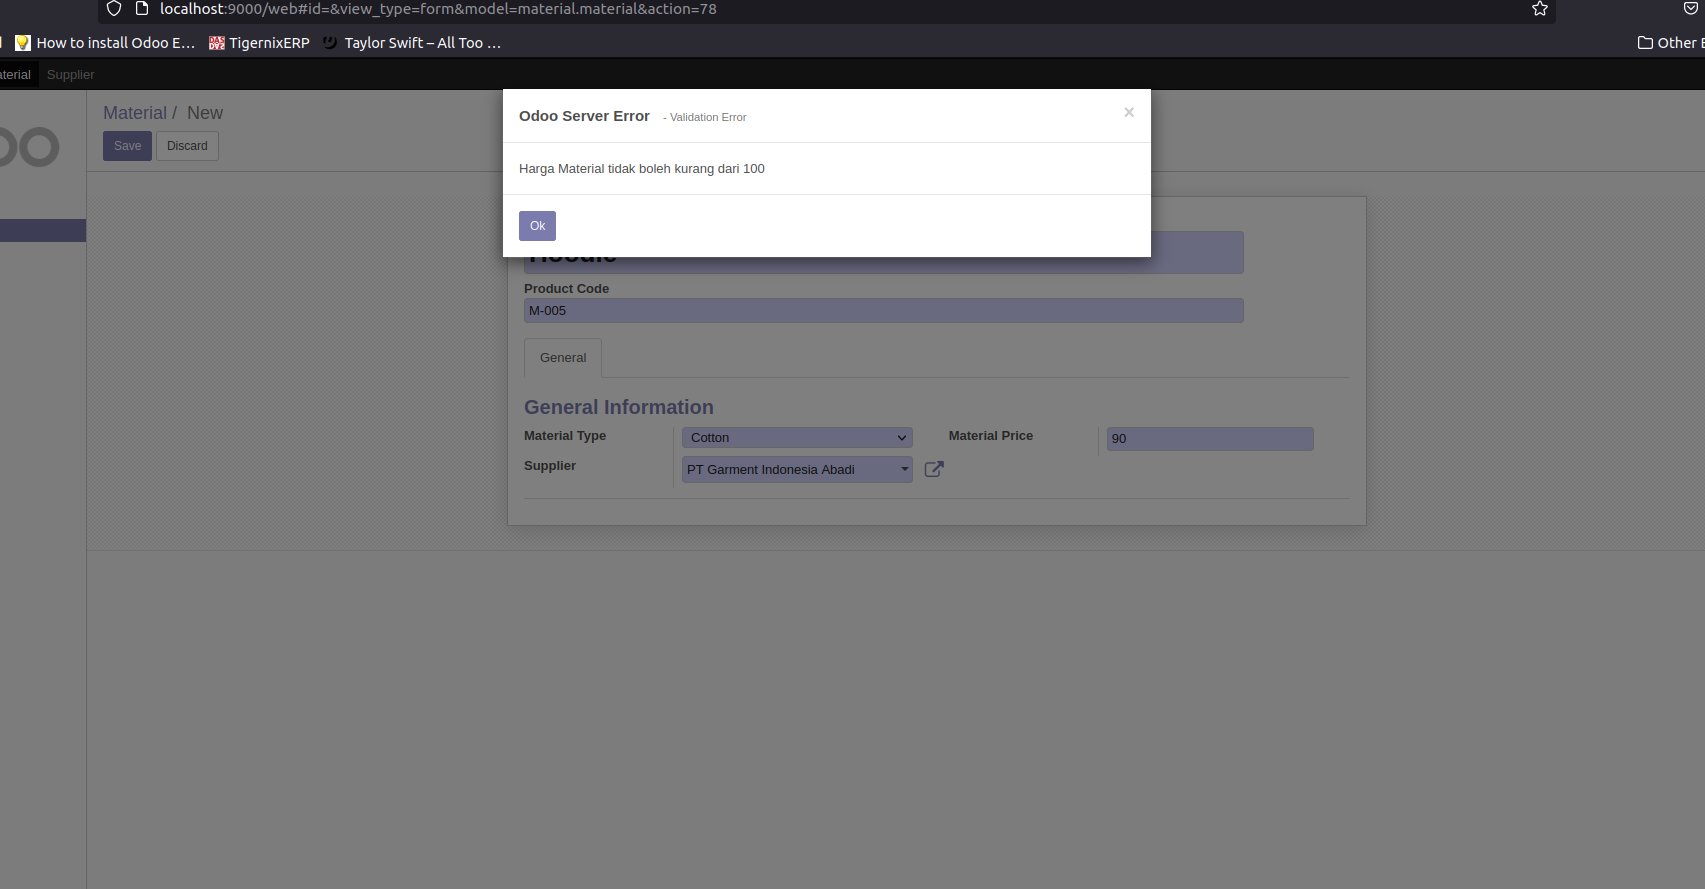 localhost:9000/web#id=&view_type=form&model=material.material&action=78
How to install Odoo E… TigernixERP Taylor Swift – All Too …
Other
Supplier
Material / New
Save Discard
Odoo Server Error - Validation Error ×
Harga Material tidak boleh kurang dari 100
Ok
Hoodie
Product Code
M-005
General
General Information
Material Type Cotton Material Price 90
Supplier PT Garment Indonesia Abadi